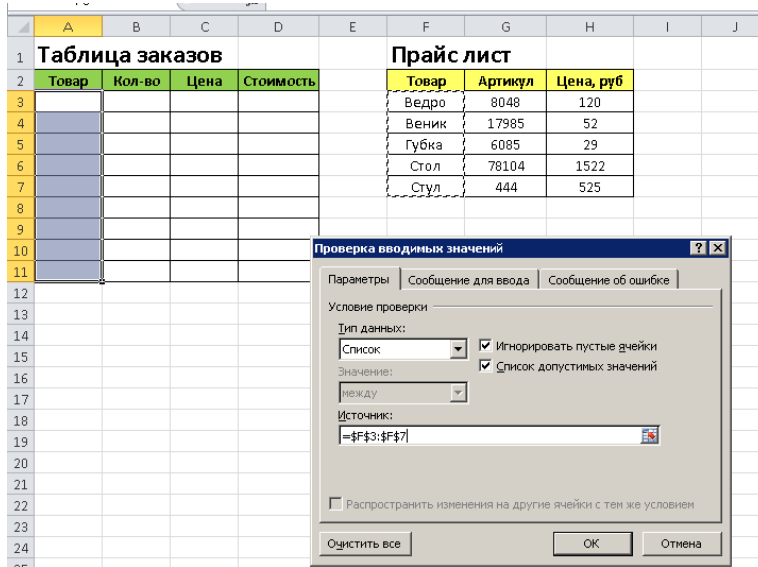 A B C D E F G H I J
1 Таблица заказов Прайс лист
2 Товар Кол-во Цена Стоимость Товар Артикул Цена, руб
3 Ведро 8048 120
4 Веник 17985 52
5 Губка 6085 29
6 Стол 78104 1522
7 Стул 444 525
8
9
10
11
12
13
14
15
16
17
18
19
20
21
22
23
24
Проверка вводимых значений
Параметры Сообщение для ввода Сообщение об ошибке
Условие проверки
Тип данных:
Список Игнорировать пустые ячейки
Значение: Список допустимых значений
между
Источник:
=$F$3:$F$7
Распространить изменения на другие ячейки с тем же условием
Очистить все OK Отмена